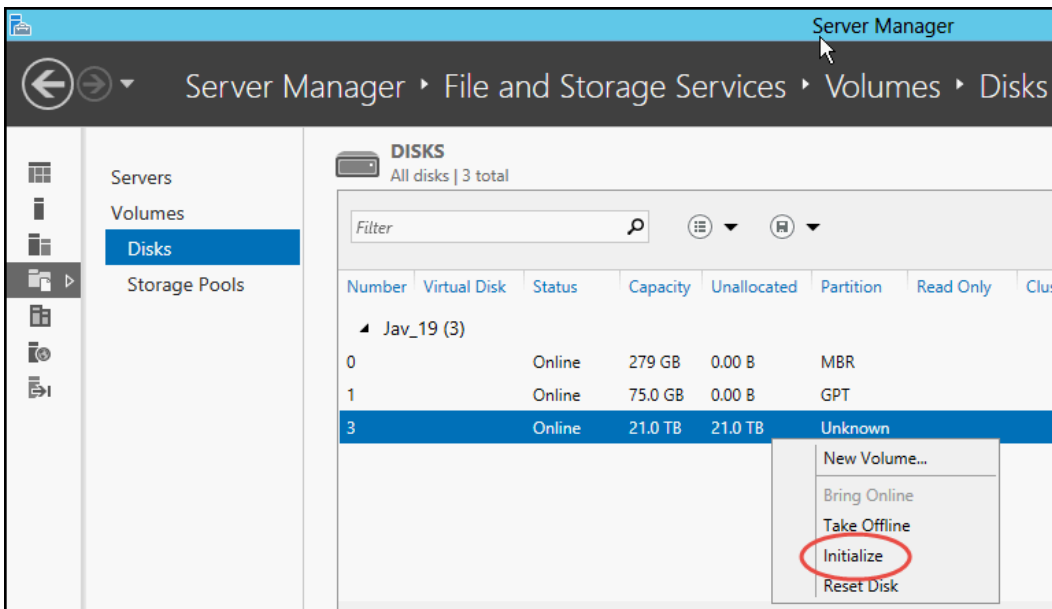 Server Manager
Server Manager ‣ File and Storage Services ‣ Volumes ‣ Disks
Servers
Volumes
Disks
Storage Pools
DISKS
All disks | 3 total
Filter
Number Virtual Disk Status Capacity Unallocated Partition Read Only Clus
Jav_19 (3)
0 Online 279 GB 0.00 B MBR
1 Online 75.0 GB 0.00 B GPT
3 Online 21.0 TB 21.0 TB Unknown
New Volume...
Bring Online
Take Offline
Initialize
Reset Disk